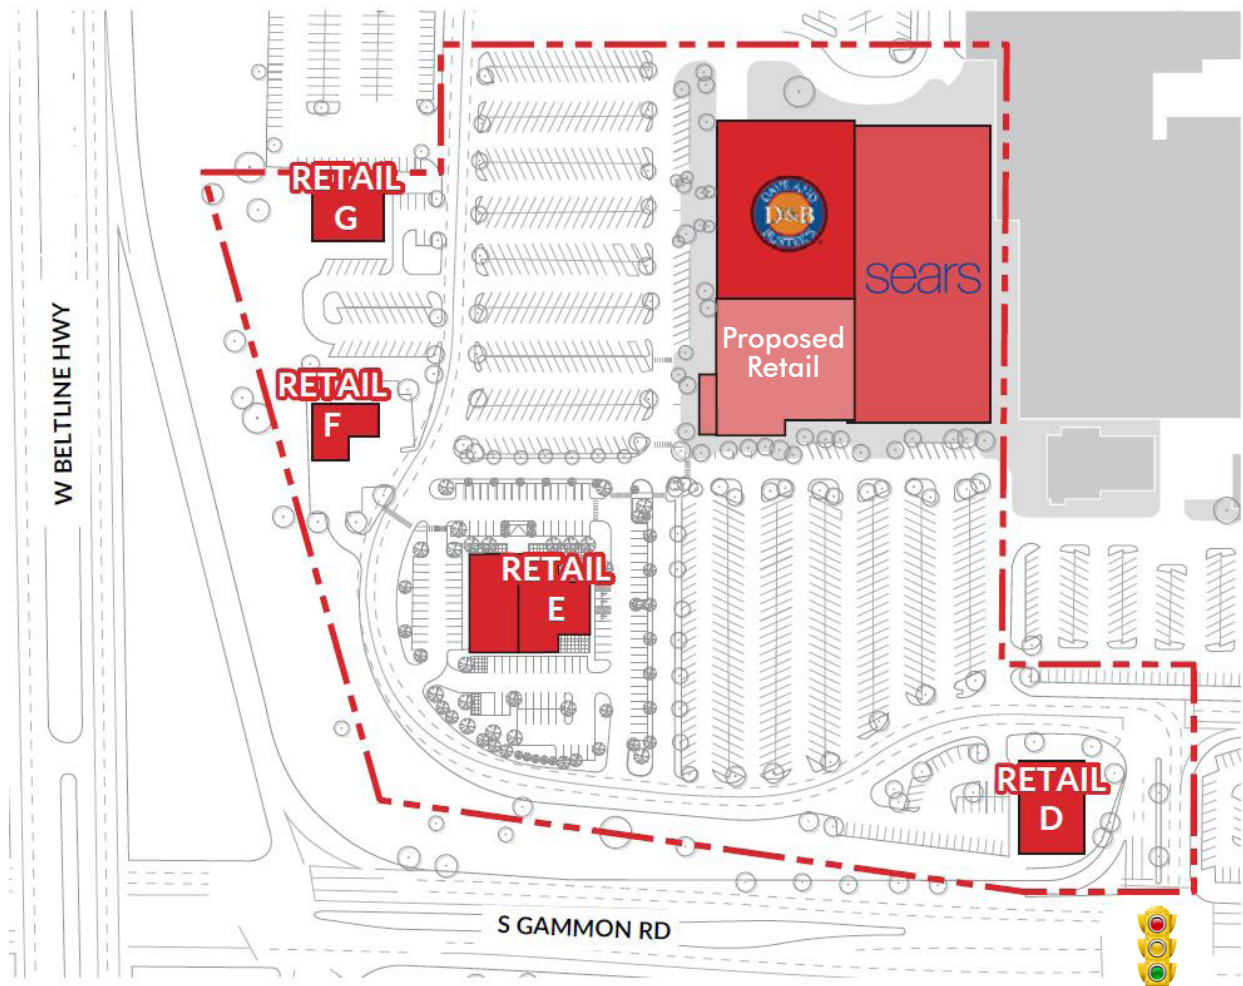 RETAIL
G
DAVE AND
D&B
BUSTER'S
sears
Proposed
Retail
RETAIL
F
W BELTLINE HWY
RETAIL
E
RETAIL
D
S GAMMON RD